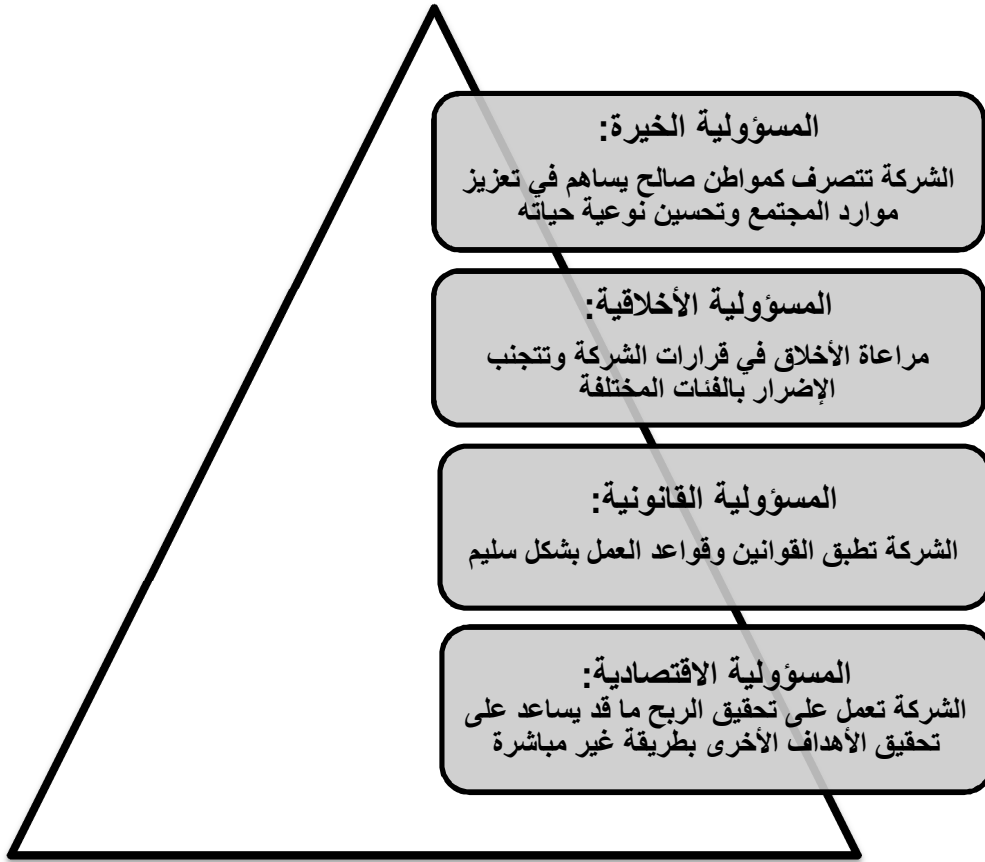 المسؤولية الخيرة:
الشركة تتصرف كمواطن صالح يساهم في تعزيز
موارد المجتمع وتحسين نوعية حياته
المسؤولية الأخلاقية:
مراعاة الأخلاق في قرارات الشركة وتتجنب
الإضرار بالفئات المختلفة
المسؤولية القانونية:
الشركة تطبق القوانين وقواعد العمل بشكل سليم
المسؤولية الاقتصادية:
الشركة تعمل على تحقيق الربح ما قد يساعد على
تحقيق الأهداف الأخرى بطريقة غير مباشرة